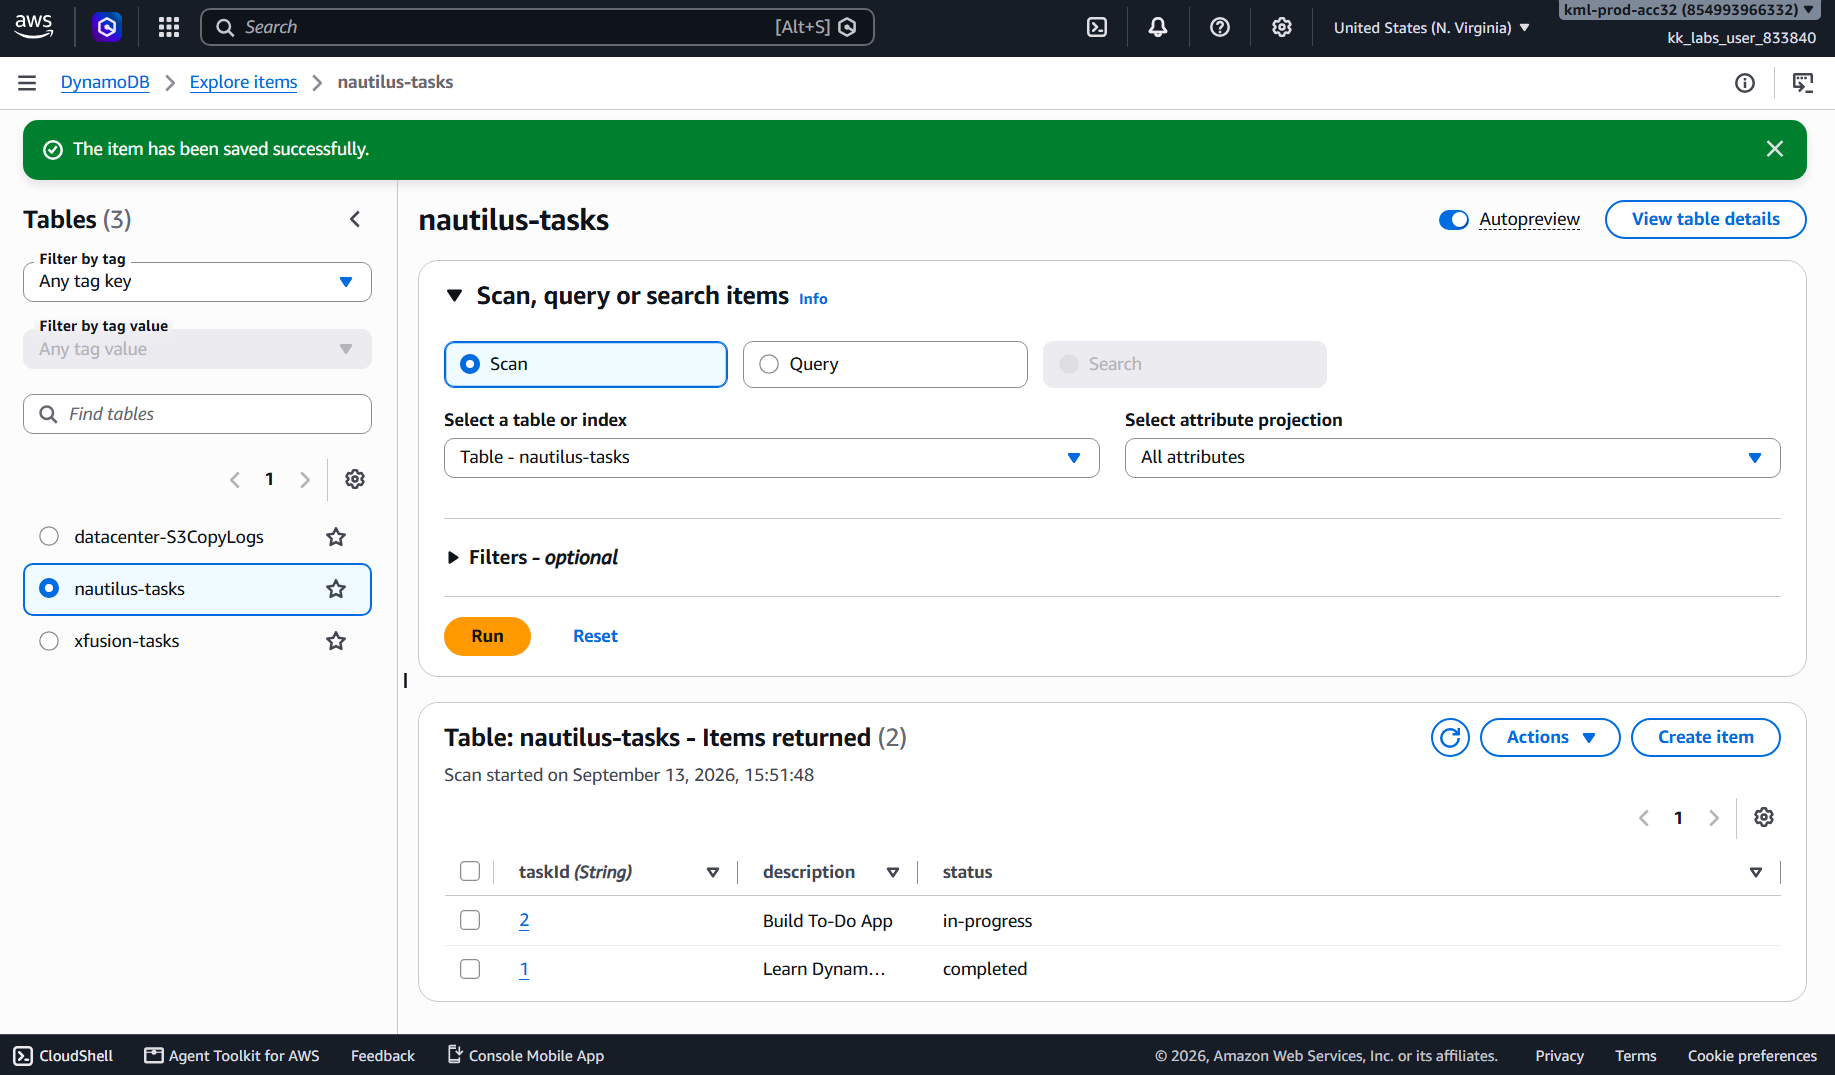 aws
Search
[Alt+S]
United States (N. Virginia)
kml-prod-acc32 (854993966332)
kk_labs_user_833840
DynamoDB
Explore items
nautilus-tasks
The item has been saved successfully.
Tables (3)
Filter by tag
Any tag key
Filter by tag value
Any tag value
Find tables
1
datacenter-S3CopyLogs
nautilus-tasks
xfusion-tasks
nautilus-tasks
Autopreview
View table details
Scan, query or search items Info
Scan
Query
Search
Select a table or index
Table - nautilus-tasks
Select attribute projection
All attributes
Filters - optional
Run
Reset
Table: nautilus-tasks - Items returned (2)
Scan started on September 13, 2026, 15:51:48
Actions
Create item
1
taskId (String) description status
2 Build To-Do App in-progress
1 Learn Dynam... completed
CloudShell
Agent Toolkit for AWS
Feedback
Console Mobile App
© 2026, Amazon Web Services, Inc. or its affiliates.
Privacy
Terms
Cookie preferences